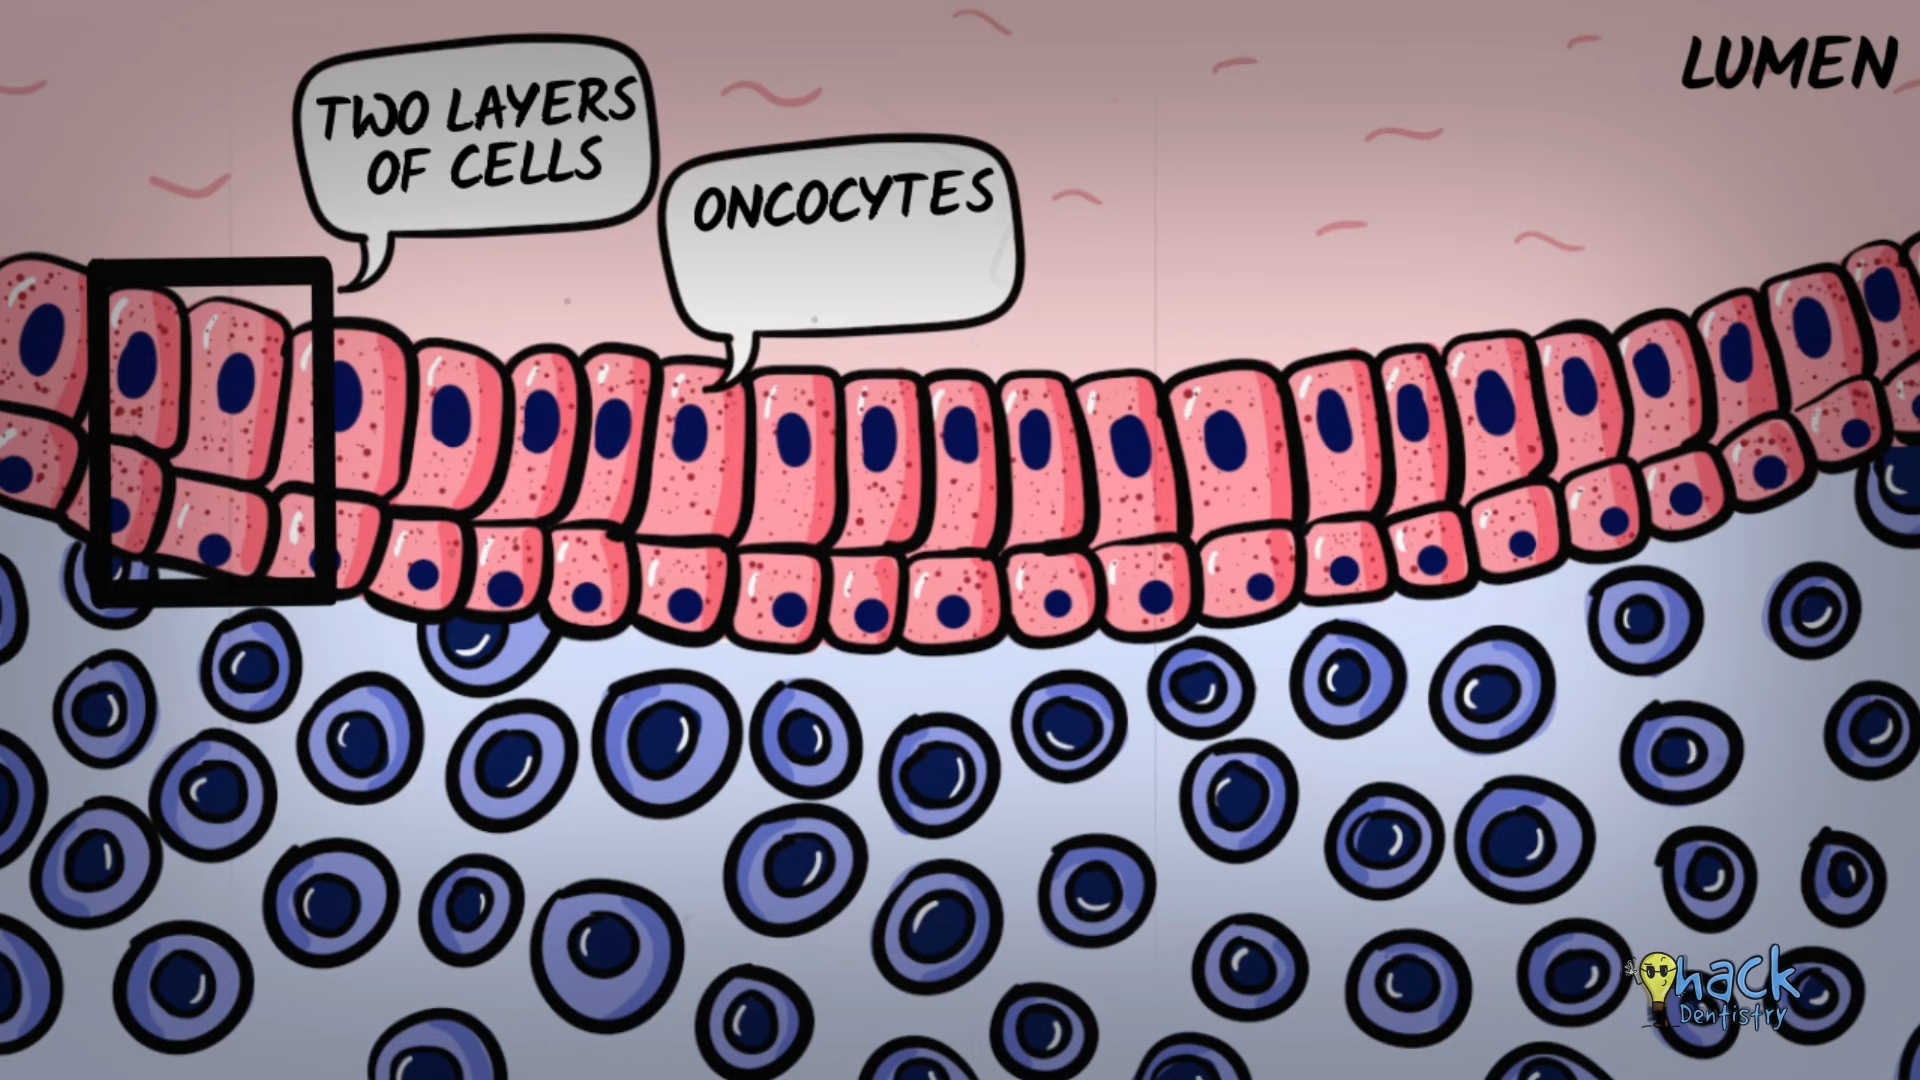 LUMEN
TWO LAYERS
OF CELLS
ONCOCYTES
hack
Dentistry